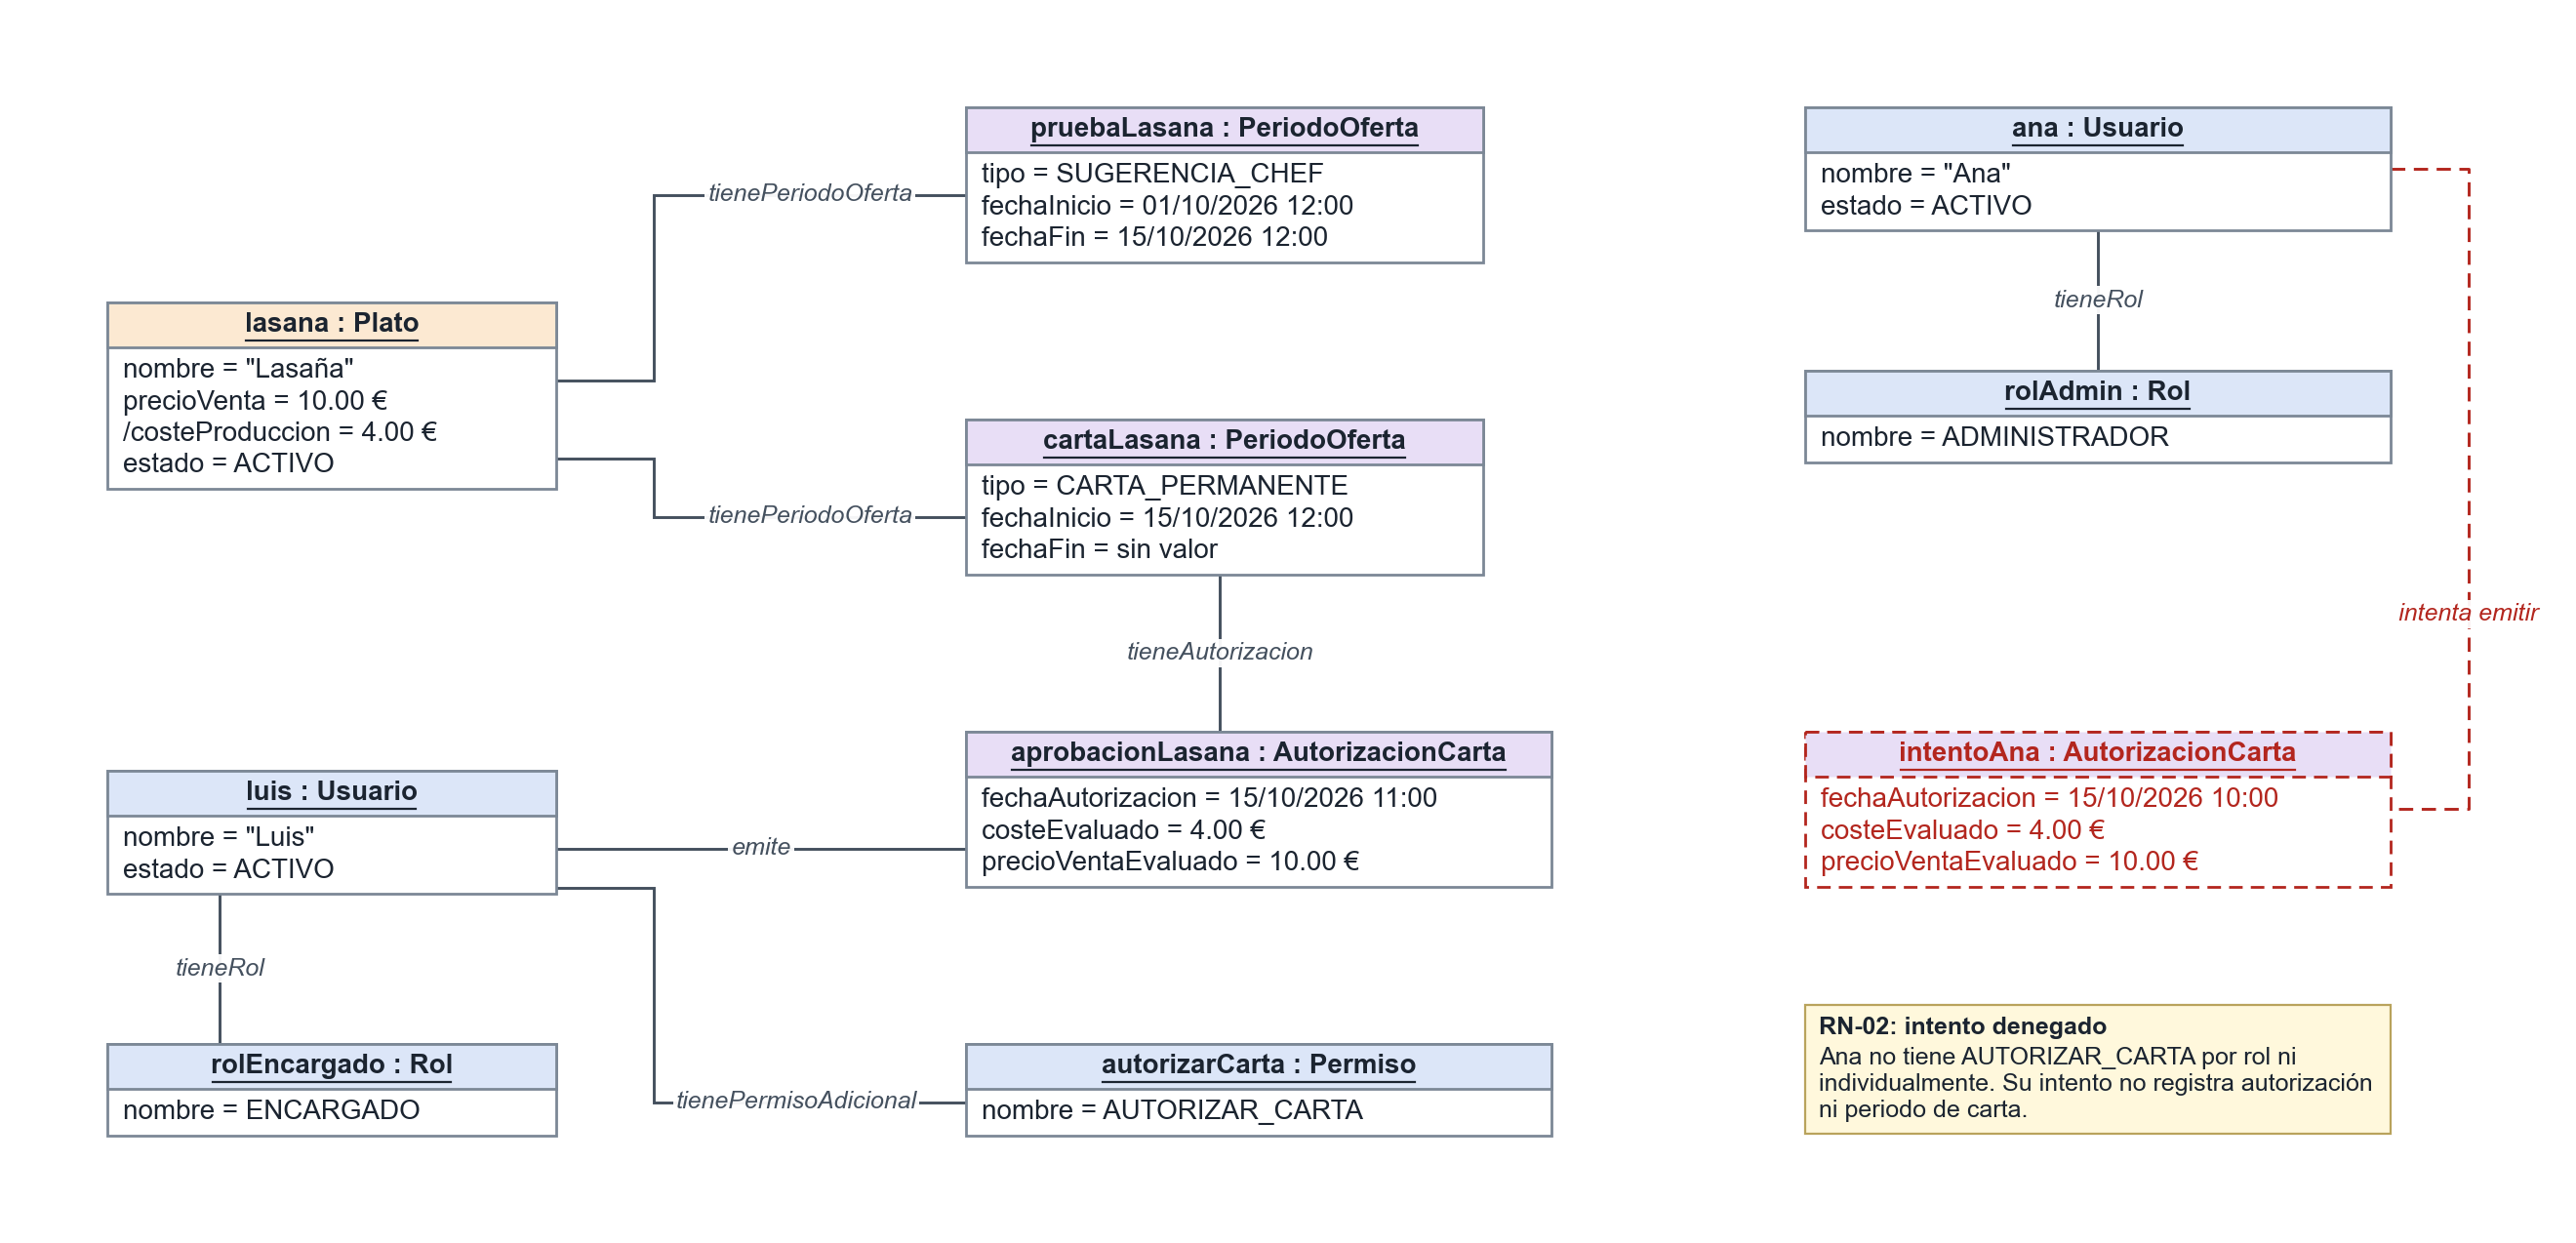 pruebaLasana : PeriodoOferta
tipo = SUGERENCIA_CHEF
fechaInicio = 01/10/2026 12:00
fechaFin = 15/10/2026 12:00
tienePeriodoOferta
ana : Usuario
nombre = "Ana"
estado = ACTIVO
tieneRol
rolAdmin : Rol
nombre = ADMINISTRADOR
lasana : Plato
nombre = "Lasaña"
precioVenta = 10.00 €
/costeProduccion = 4.00 €
estado = ACTIVO
tienePeriodoOferta
cartaLasana : PeriodoOferta
tipo = CARTA_PERMANENTE
fechaInicio = 15/10/2026 12:00
fechaFin = sin valor
tieneAutorizacion
intenta emitir
aprobacionLasana : AutorizacionCarta
fechaAutorizacion = 15/10/2026 11:00
costeEvaluado = 4.00 €
precioVentaEvaluado = 10.00 €
intentoAna : AutorizacionCarta
fechaAutorizacion = 15/10/2026 10:00
costeEvaluado = 4.00 €
precioVentaEvaluado = 10.00 €
luis : Usuario
nombre = "Luis"
estado = ACTIVO
emite
tieneRol
rolEncargado : Rol
nombre = ENCARGADO
tienePermisoAdicional
autorizarCarta : Permiso
nombre = AUTORIZAR_CARTA
RN-02: intento denegado
Ana no tiene AUTORIZAR_CARTA por rol ni
individualmente. Su intento no registra autorización
ni periodo de carta.